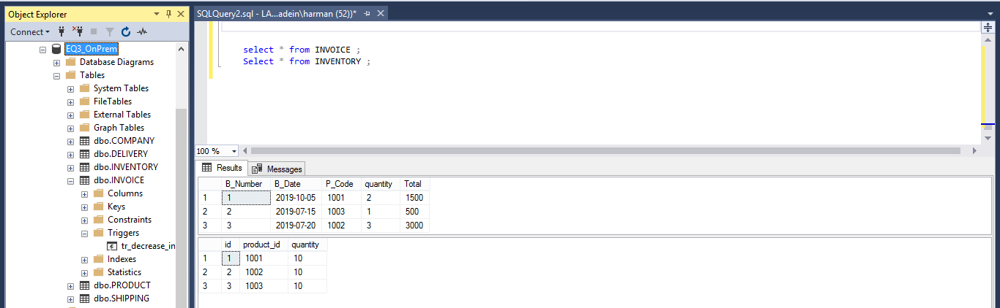 Object Explorer
Connect
EQ3_OnPrem
Database Diagrams
Tables
System Tables
FileTables
External Tables
Graph Tables
dbo.COMPANY
dbo.DELIVERY
dbo.INVENTORY
dbo.INVOICE
Columns
Keys
Constraints
Triggers
tr_decrease_in
Indexes
Statistics
dbo.PRODUCT
dbo.SHIPPING
SQLQuery2.sql - LA...adein\harman (52))*
select * from INVOICE ;
Select * from INVENTORY ;
100 %
Results Messages
B_Number B_Date P_Code quantity Total
1 1 2019-10-05 1001 2 1500
2 2 2019-07-15 1003 1 500
3 3 2019-07-20 1002 3 3000
id product_id quantity
1 1 1001 10
2 2 1002 10
3 3 1003 10